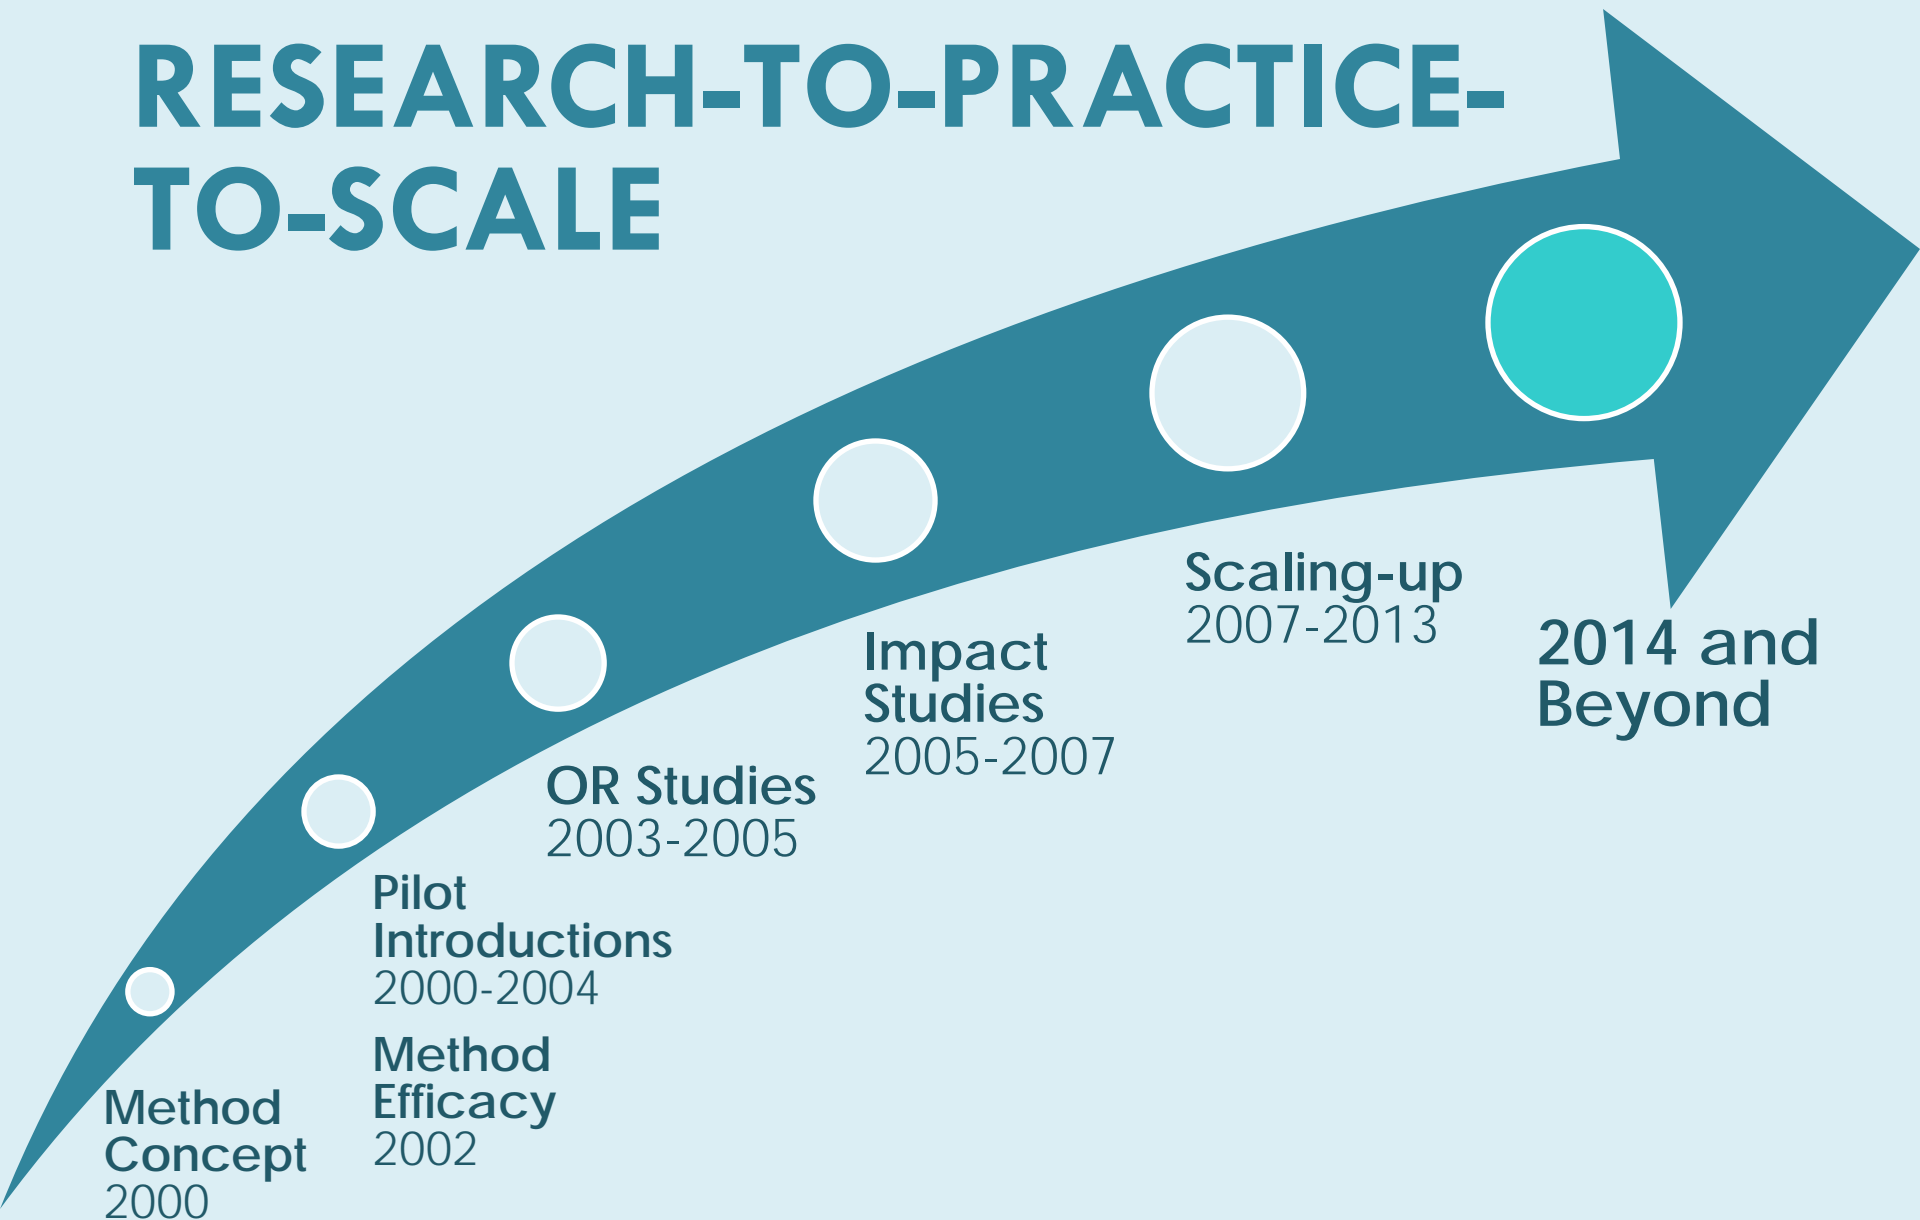 RESEARCH-TO-PRACTICE-
TO-SCALE
Method
Concept
2000
Pilot
Introductions
2000-2004
Method
Efficacy
2002
OR Studies
2003-2005
Impact
Studies
2005-2007
Scaling-up
2007-2013
2014 and
Beyond